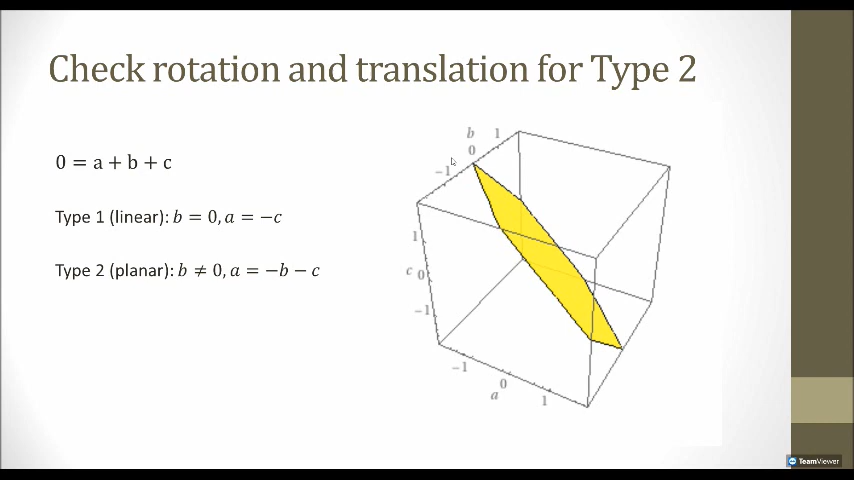 Check rotation and translation for Type 2
0 = a + b + c
Type 1 (linear): b = 0, a = −c
Type 2 (planar): b ≠ 0, a = −b − c
b
1
0
−1
1
c 0
−1
−1
0
a
1
TeamViewer